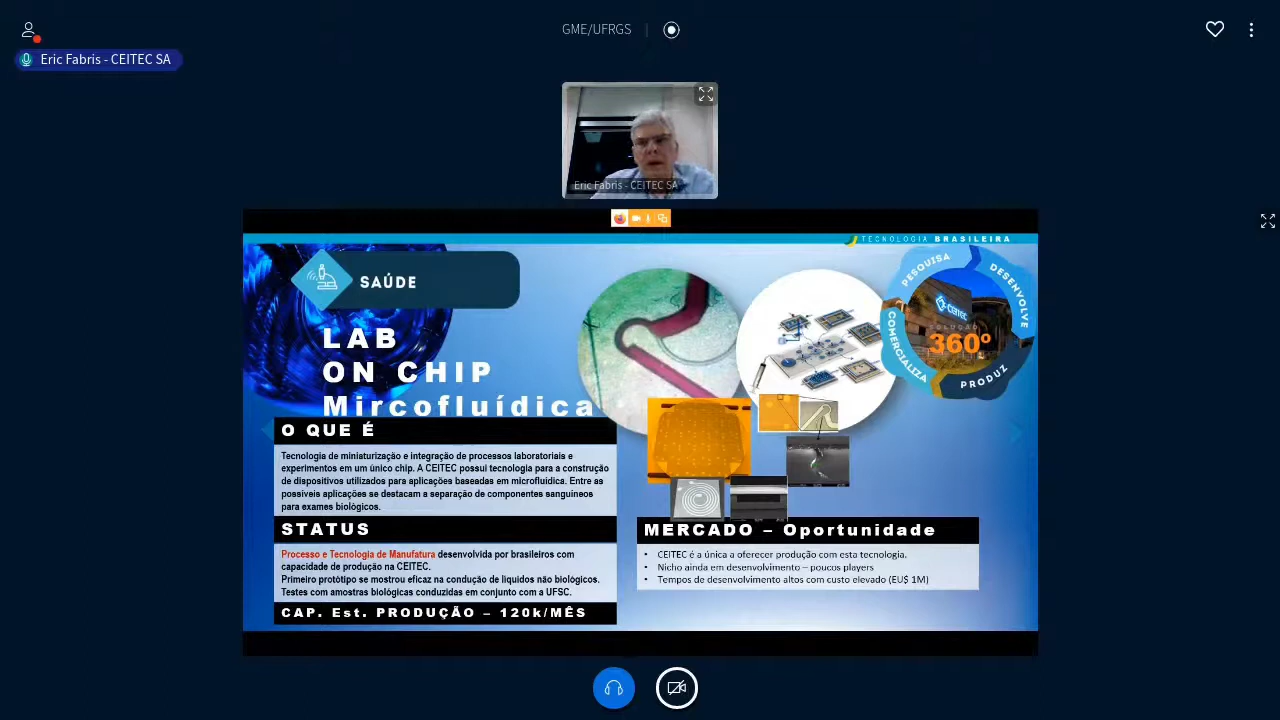 GME/UFRGS
Eric Fabris - CEITEC SA
Eric Fabris - CEITEC SA
TECNOLOGIA BRASILEIRA
SAÚDE
LAB
ON CHIP
Mircofluídica
PESQUISA
DESENVOLVE
PRODUZ
COMERCIALIZA
CEITEC
SOLUÇÃO
360º
O QUE É
Tecnologia de miniaturização e integração de processos laboratoriais e
experimentos em um único chip. A CEITEC possui tecnologia para a construção
de dispositivos utilizados para aplicações baseadas em microfluídica. Entre as
possíveis aplicações se destacam a separação de componentes sanguíneos
para exames biológicos.
STATUS
Processo e Tecnologia de Manufatura desenvolvida por brasileiros com
capacidade de produção na CEITEC.
Primeiro protótipo se mostrou eficaz na condução de líquidos não biológicos.
Testes com amostras biológicas conduzidas em conjunto com a UFSC.
CAP. Est. PRODUÇÃO – 120k/MÊS
MERCADO – Oportunidade
• CEITEC é a única a oferecer produção com esta tecnologia.
• Nicho ainda em desenvolvimento – poucos players
• Tempos de desenvolvimento altos com custo elevado (EU$ 1M)